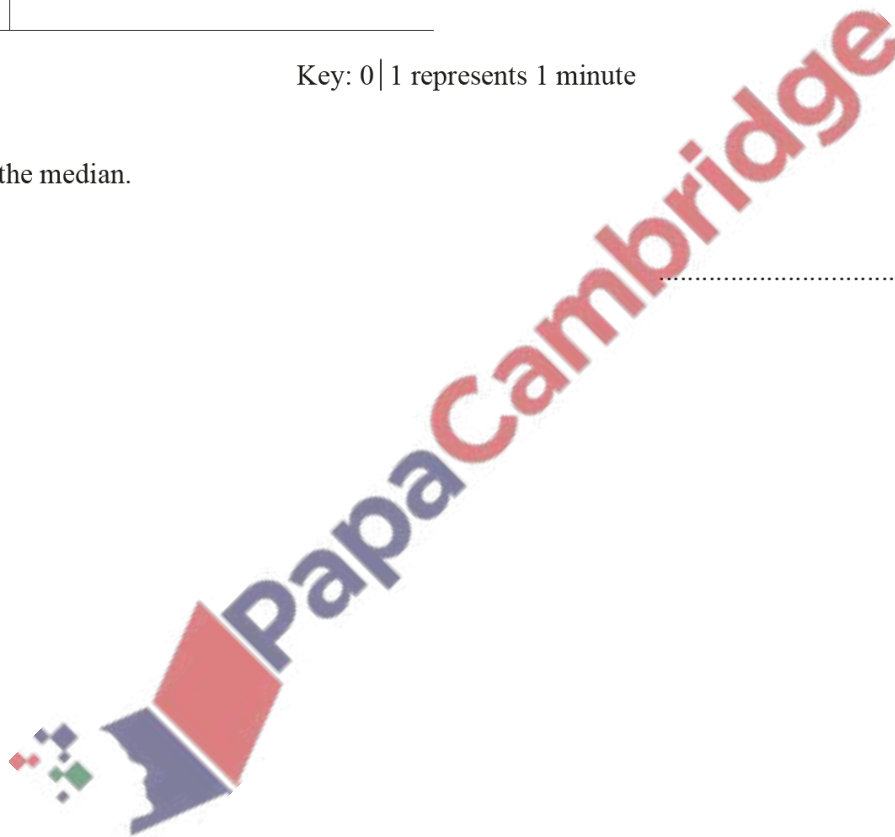 Key: 0│1 represents 1 minute
the median.
................................
PapaCambridge